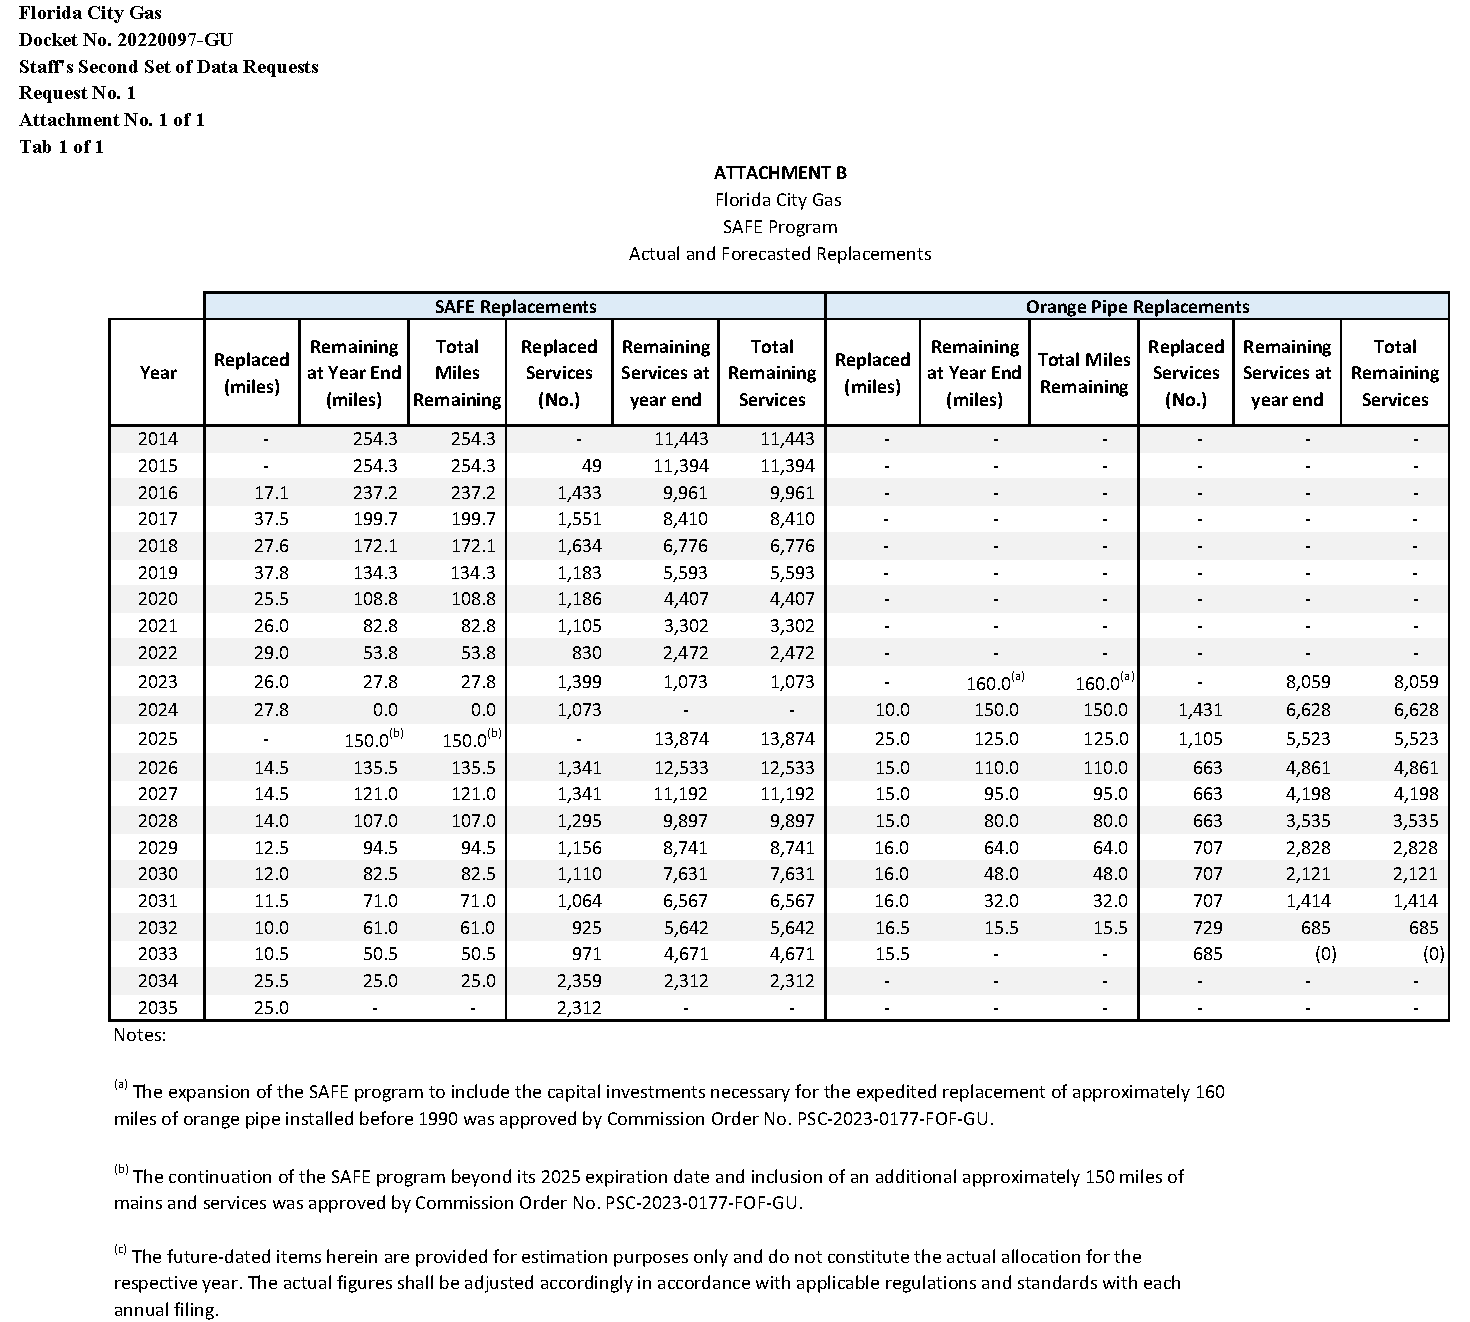 Florida City Gas
Docket No. 20220097-GU
Staff's Second Set of Data Requests
Request No. 1
Attachment No. 1 of 1
Tab 1 of 1
ATTACHMENT B
Florida City Gas
SAFE Program
Actual and Forecasted Replacements
SAFE Replacements Orange Pipe Replacements
Year Replaced (miles) Remaining at Year End (miles) Total Miles Remaining Replaced Services (No.) Remaining Services at year end Total Remaining Services Replaced (miles) Remaining at Year End (miles) Total Miles Remaining Replaced Services (No.) Remaining Services at year end Total Remaining Services
2014 - 254.3 254.3 - 11,443 11,443 - - - - - -
2015 - 254.3 254.3 49 11,394 11,394 - - - - - -
2016 17.1 237.2 237.2 1,433 9,961 9,961 - - - - - -
2017 37.5 199.7 199.7 1,551 8,410 8,410 - - - - - -
2018 27.6 172.1 172.1 1,634 6,776 6,776 - - - - - -
2019 37.8 134.3 134.3 1,183 5,593 5,593 - - - - - -
2020 25.5 108.8 108.8 1,186 4,407 4,407 - - - - - -
2021 26.0 82.8 82.8 1,105 3,302 3,302 - - - - - -
2022 29.0 53.8 53.8 830 2,472 2,472 - - - - - -
2023 26.0 27.8 27.8 1,399 1,073 1,073 - 160.0(a) 160.0(a) - 8,059 8,059
2024 27.8 0.0 0.0 1,073 - - 10.0 150.0 150.0 1,431 6,628 6,628
2025 - 150.0(b) 150.0(b) - 13,874 13,874 25.0 125.0 125.0 1,105 5,523 5,523
2026 14.5 135.5 135.5 1,341 12,533 12,533 15.0 110.0 110.0 663 4,861 4,861
2027 14.5 121.0 121.0 1,341 11,192 11,192 15.0 95.0 95.0 663 4,198 4,198
2028 14.0 107.0 107.0 1,295 9,897 9,897 15.0 80.0 80.0 663 3,535 3,535
2029 12.5 94.5 94.5 1,156 8,741 8,741 16.0 64.0 64.0 707 2,828 2,828
2030 12.0 82.5 82.5 1,110 7,631 7,631 16.0 48.0 48.0 707 2,121 2,121
2031 11.5 71.0 71.0 1,064 6,567 6,567 16.0 32.0 32.0 707 1,414 1,414
2032 10.0 61.0 61.0 925 5,642 5,642 16.5 15.5 15.5 729 685 685
2033 10.5 50.5 50.5 971 4,671 4,671 15.5 - - 685 (0) (0)
2034 25.5 25.0 25.0 2,359 2,312 2,312 - - - - - -
2035 25.0 - - 2,312 - - - - - - - -
Notes:
(a) The expansion of the SAFE program to include the capital investments necessary for the expedited replacement of approximately 160
miles of orange pipe installed before 1990 was approved by Commission Order No. PSC-2023-0177-FOF-GU.
(b) The continuation of the SAFE program beyond its 2025 expiration date and inclusion of an additional approximately 150 miles of
mains and services was approved by Commission Order No. PSC-2023-0177-FOF-GU.
(c) The future-dated items herein are provided for estimation purposes only and do not constitute the actual allocation for the
respective year. The actual figures shall be adjusted accordingly in accordance with applicable regulations and standards with each
annual filing.